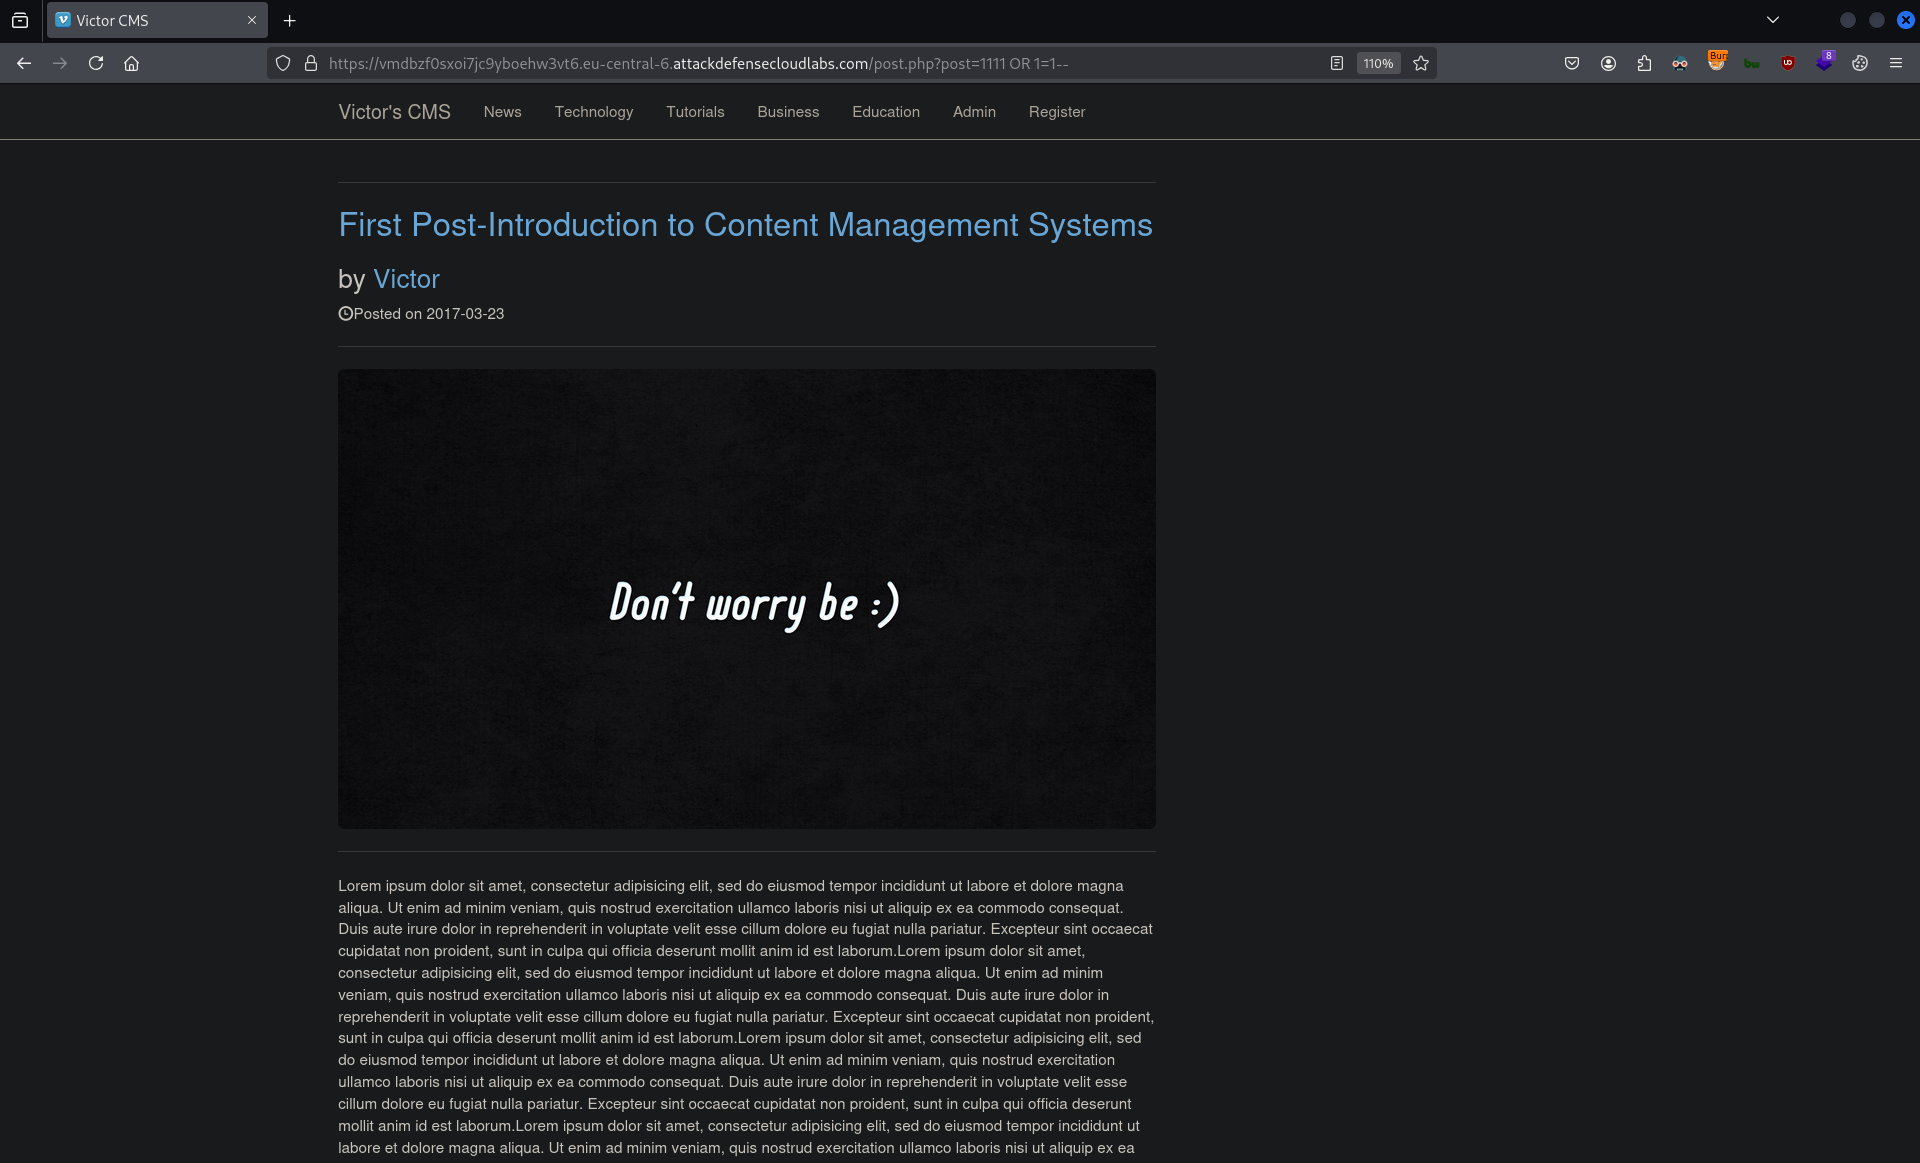 Victor CMS
https://vmdbzf0sxoi7jc9yboehw3vt6.eu-central-6.attackdefensecloudlabs.com/post.php?post=1111 OR 1=1--
110%
Bur
8
Victor's CMS News Technology Tutorials Business Education Admin Register
First Post-Introduction to Content Management Systems
by Victor
Posted on 2017-03-23
Don't worry be :)
Lorem ipsum dolor sit amet, consectetur adipisicing elit, sed do eiusmod tempor incididunt ut labore et dolore magna
aliqua. Ut enim ad minim veniam, quis nostrud exercitation ullamco laboris nisi ut aliquip ex ea commodo consequat.
Duis aute irure dolor in reprehenderit in voluptate velit esse cillum dolore eu fugiat nulla pariatur. Excepteur sint occaecat
cupidatat non proident, sunt in culpa qui officia deserunt mollit anim id est laborum.Lorem ipsum dolor sit amet,
consectetur adipisicing elit, sed do eiusmod tempor incididunt ut labore et dolore magna aliqua. Ut enim ad minim
veniam, quis nostrud exercitation ullamco laboris nisi ut aliquip ex ea commodo consequat. Duis aute irure dolor in
reprehenderit in voluptate velit esse cillum dolore eu fugiat nulla pariatur. Excepteur sint occaecat cupidatat non proident,
sunt in culpa qui officia deserunt mollit anim id est laborum.Lorem ipsum dolor sit amet, consectetur adipisicing elit, sed
do eiusmod tempor incididunt ut labore et dolore magna aliqua. Ut enim ad minim veniam, quis nostrud exercitation
ullamco laboris nisi ut aliquip ex ea commodo consequat. Duis aute irure dolor in reprehenderit in voluptate velit esse
cillum dolore eu fugiat nulla pariatur. Excepteur sint occaecat cupidatat non proident, sunt in culpa qui officia deserunt
mollit anim id est laborum.Lorem ipsum dolor sit amet, consectetur adipisicing elit, sed do eiusmod tempor incididunt ut
labore et dolore magna aliqua. Ut enim ad minim veniam, quis nostrud exercitation ullamco laboris nisi ut aliquip ex ea